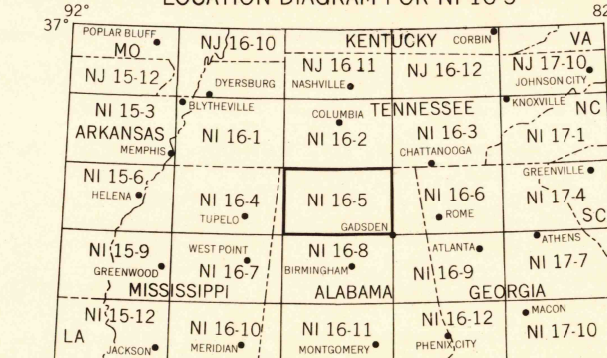 LOCATION DIAGRAM FOR NI 16-5
92°
82
37°
POPLAR BLUFF
MO
NJ 16-10
KENTUCKY
CORBIN
VA
NJ 15-12
DYERSBURG
NJ 16 11
NASHVILLE
NJ 16-12
NJ 17-10
JOHNSON CITY
NI 15-3
BLYTHEVILLE
COLUMBIA
TENNESSEE
KNOXVILLE
NC
ARKANSAS
NI 16-1
NI 16-2
NI 16-3
NI 17-1
MEMPHIS
CHATTANOOGA
NI 15-6
GREENVILLE
HELENA
NI 16-4
NI 16-5
NI 16-6
NI 17-4
TUPELO
GADSDEN
ROME
SC
NI 15-9
WEST POINT
NI 16-8
ATLANTA
ATHENS
GREENWOOD
NI 16-7
BIRMINGHAM
NI 16-9
NI 17-7
MISSISSIPPI
ALABAMA
GEORGIA
NI 15-12
NI 16-10
NI 16-11
NI 16-12
MACON
LA
NI 17-10
JACKSON
MERIDIAN
MONTGOMERY
PHENIX CITY